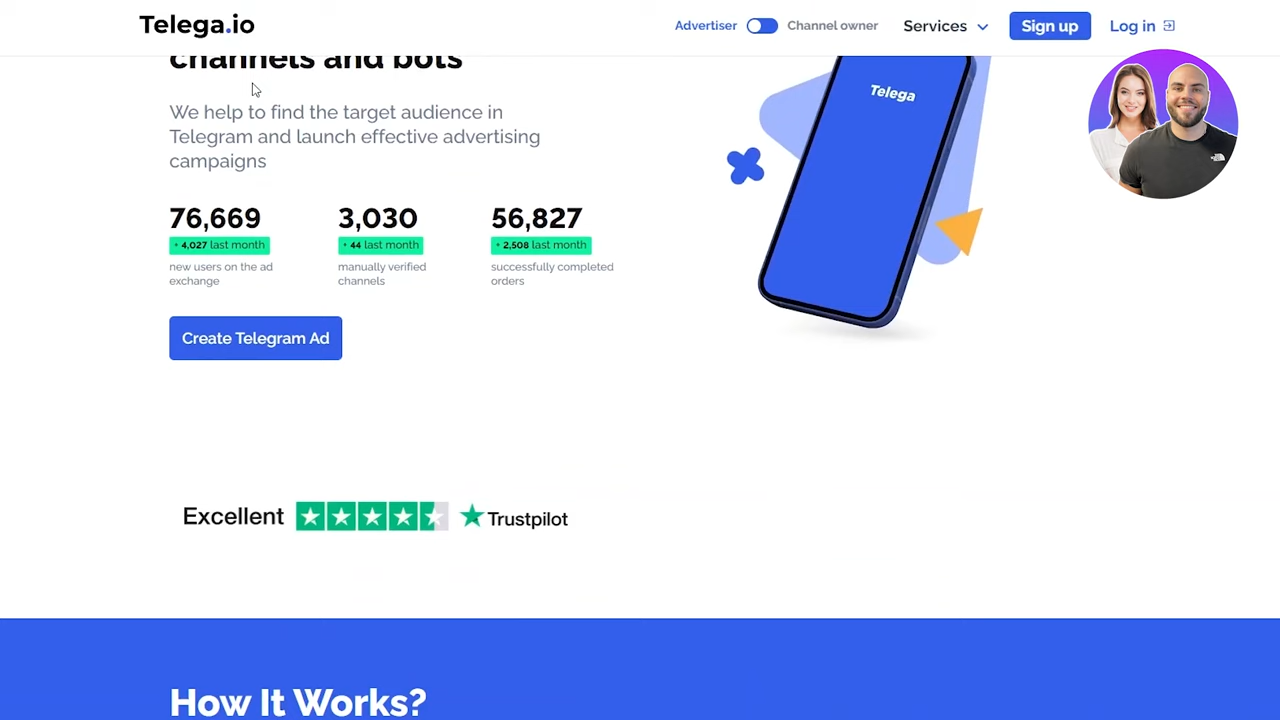 Telega.io
Advertiser
Channel owner
Services
Sign up
Log in
channels and bots
We help to find the target audience in
Telegram and launch effective advertising
campaigns
76,669
+ 4,027 last month
new users on the ad
exchange
3,030
+ 44 last month
manually verified
channels
56,827
+ 2,508 last month
successfully completed
orders
Create Telegram Ad
Telega
Excellent
Trustpilot
How It Works?